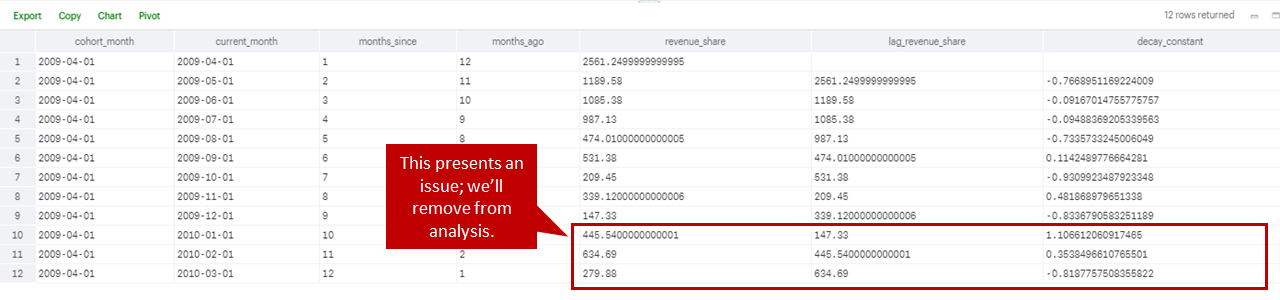 Export Copy Chart Pivot 12 rows returned
cohort_month current_month months_since months_ago revenue_share lag_revenue_share decay_constant
1 2009-04-01 2009-04-01 1 12 2561.2499999999995
2 2009-04-01 2009-05-01 2 11 1189.58 2561.2499999999995 -0.7668951169224009
3 2009-04-01 2009-06-01 3 10 1085.38 1189.58 -0.09167014755775757
4 2009-04-01 2009-07-01 4 9 987.13 1085.38 -0.09488369205339563
5 2009-04-01 2009-08-01 5 8 474.01000000000005 987.13 -0.7335733245006049
6 2009-04-01 2009-09-01 6 531.38 474.01000000000005 0.1142489776664281
7 2009-04-01 2009-10-01 7 209.45 531.38 -0.9309923487923348
8 2009-04-01 2009-11-01 8 339.12000000000006 209.45 0.481868979651338
9 2009-04-01 2009-12-01 9 147.33 339.12000000000006 -0.8336790583251189
10 2009-04-01 2010-01-01 10 445.5400000000001 147.33 1.106612060917465
11 2009-04-01 2010-02-01 11 2 634.69 445.5400000000001 0.3538496610765501
12 2009-04-01 2010-03-01 12 1 279.88 634.69 -0.8187757508355822
This presents an
issue; we'll
remove from
analysis.